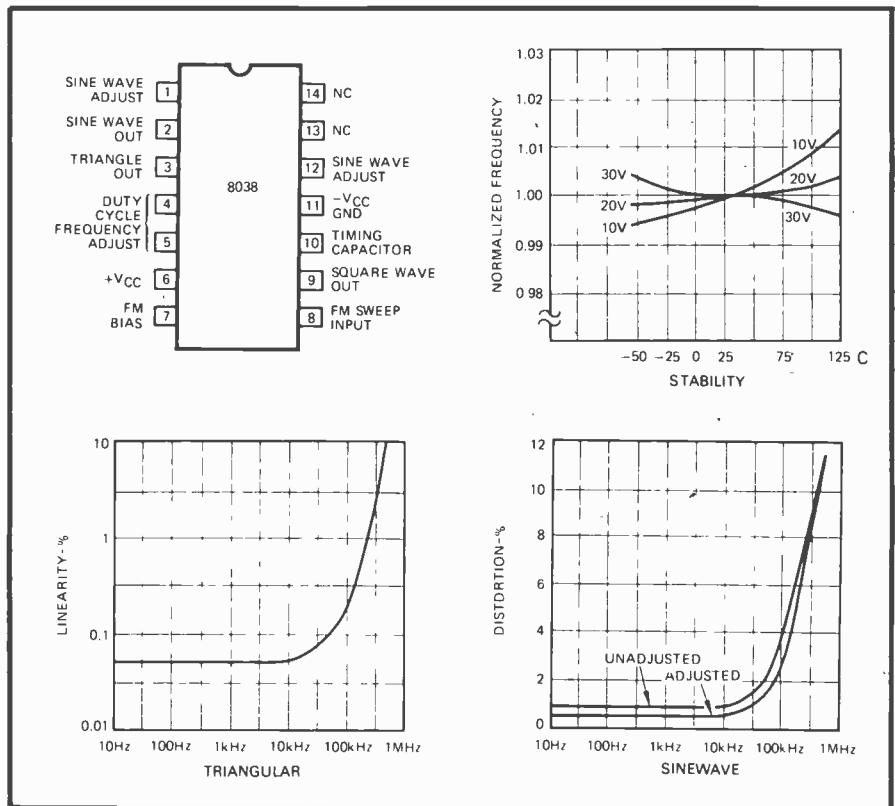 SINE WAVE
ADJUST
1
SINE WAVE
OUT
2
TRIANGLE
OUT
3
DUTY
CYCLE
4
FREQUENCY
ADJUST
5
+VCC
6
FM
BIAS
7
8038
14 NC
13 NC
12 SINE WAVE
ADJUST
11 -VCC
GND
10 TIMING
CAPACITOR
9 SQUARE WAVE
OUT
8 FM SWEEP
INPUT
NORMALIZED FREQUENCY
1.03
1.02
1.01
1.00
0.99
0.98
30V
20V
10V
10V
20V
30V
-50 -25 0 25 75 125 C
STABILITY
LINEARITY-%
10
1
0.1
0.01
10Hz 100Hz 1kHz 10kHz 100kHz 1MHz
TRIANGULAR
DISTORTION-%
12
10
8
6
4
2
0
UNADJUSTED
ADJUSTED
10Hz 100Hz 1kHz 10kHz 100kHz 1MHz
SINEWAVE